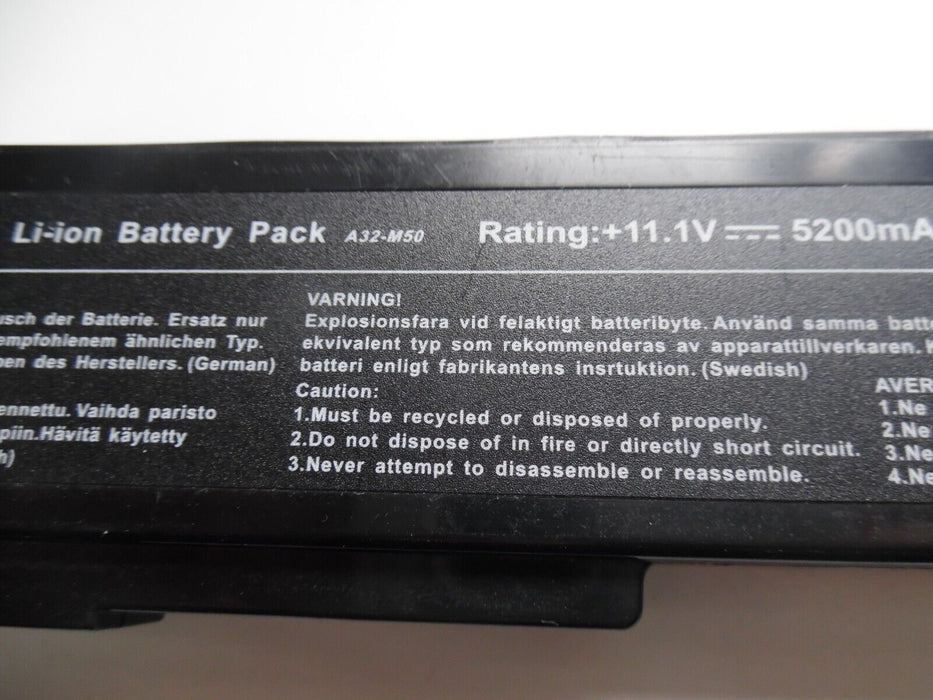 Li-ion Battery Pack A32-M50 Rating:+11.1V 5200mA
usch der Batterie. Ersatz nur
empfohlenem ähnlichen Typ.
ben des Herstellers. (German)
ennettu. Vaihda paristo
piin.Hävitä käytetty
h)
VARNING!
Explosionsfara vid felaktigt batteribyte. Använd samma batte
ekvivalent typ som rekommenderas av apparattillverkaren. K
batteri enligt fabrikantens insrtuktion. (Swedish)
Caution:
1.Must be recycled or disposed of properly.
2.Do not dispose of in fire or directly short circuit.
3.Never attempt to disassemble or reassemble.
AVER
1.Ne
2.Ne
3.Ne
4.Ne